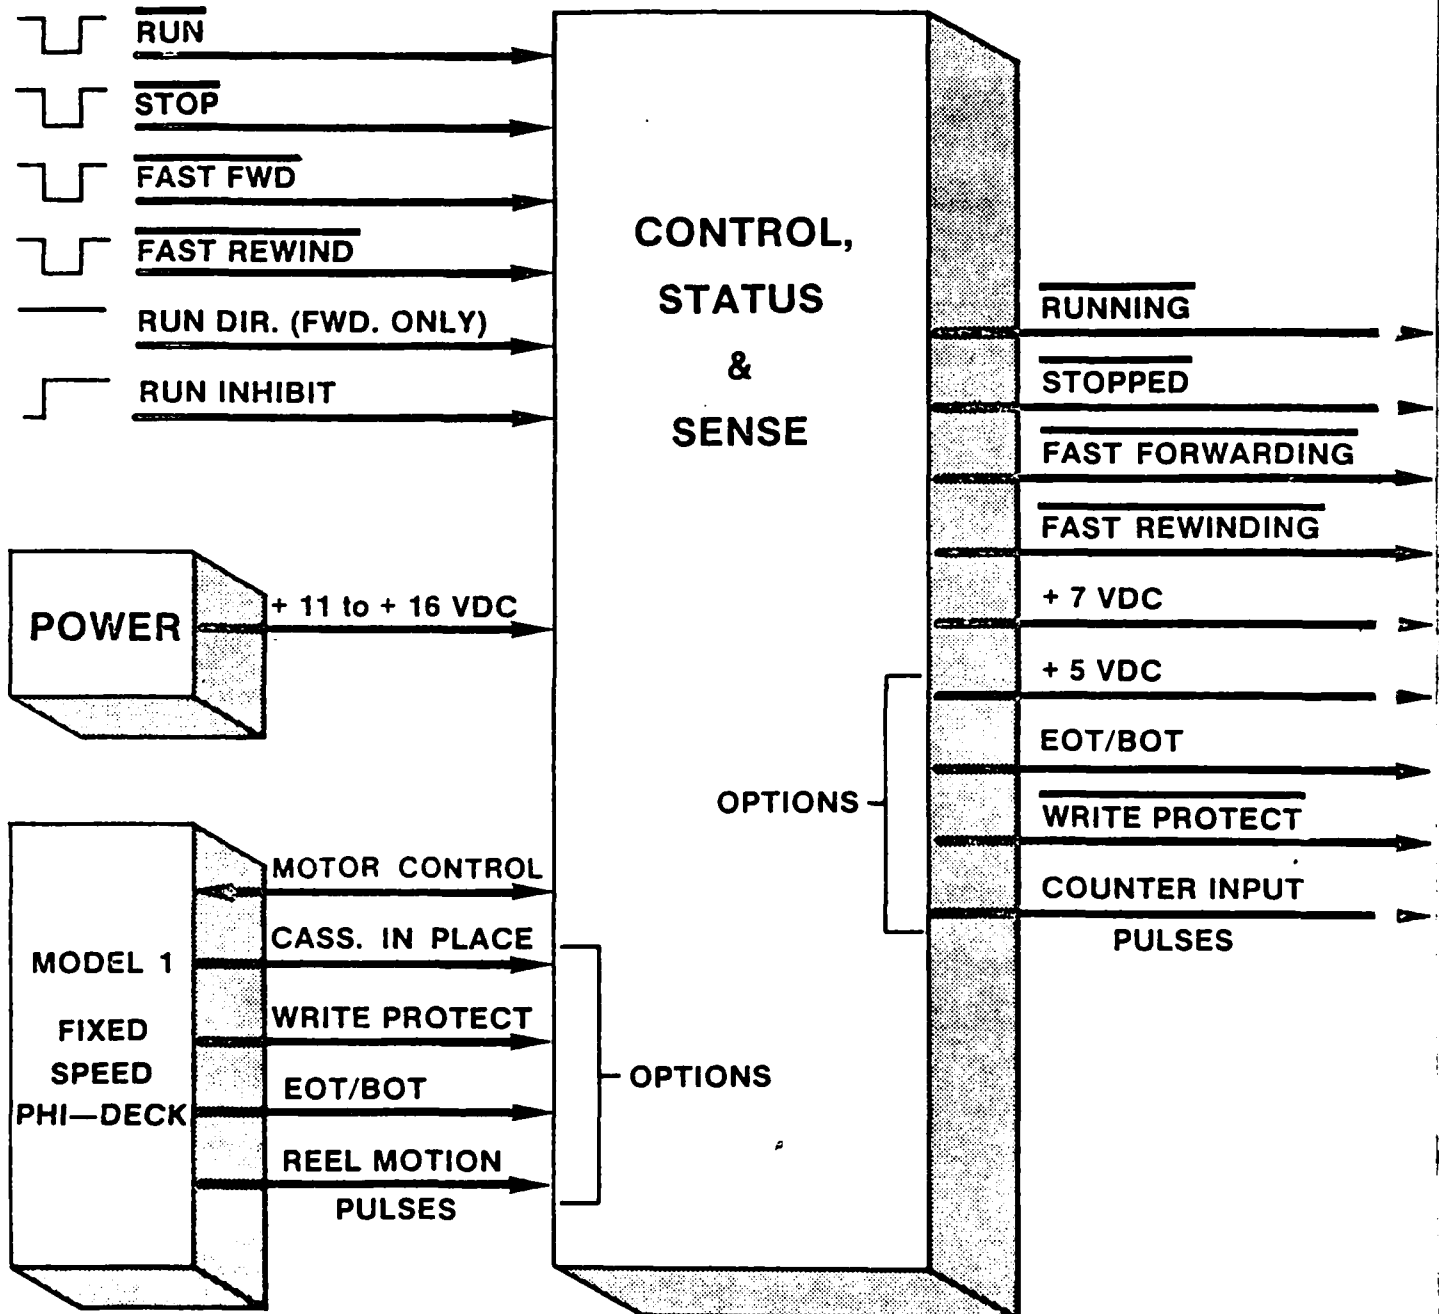 RUN
STOP
FAST FWD
FAST REWIND
RUN DIR. (FWD. ONLY)
RUN INHIBIT
POWER
+ 11 to + 16 VDC
MODEL 1
FIXED
SPEED
PHI—DECK
MOTOR CONTROL
CASS. IN PLACE
WRITE PROTECT
EOT/BOT
REEL MOTION
PULSES
OPTIONS
CONTROL,
STATUS
&
SENSE
OPTIONS
RUNNING
STOPPED
FAST FORWARDING
FAST REWINDING
+ 7 VDC
+ 5 VDC
EOT/BOT
WRITE PROTECT
COUNTER INPUT
PULSES